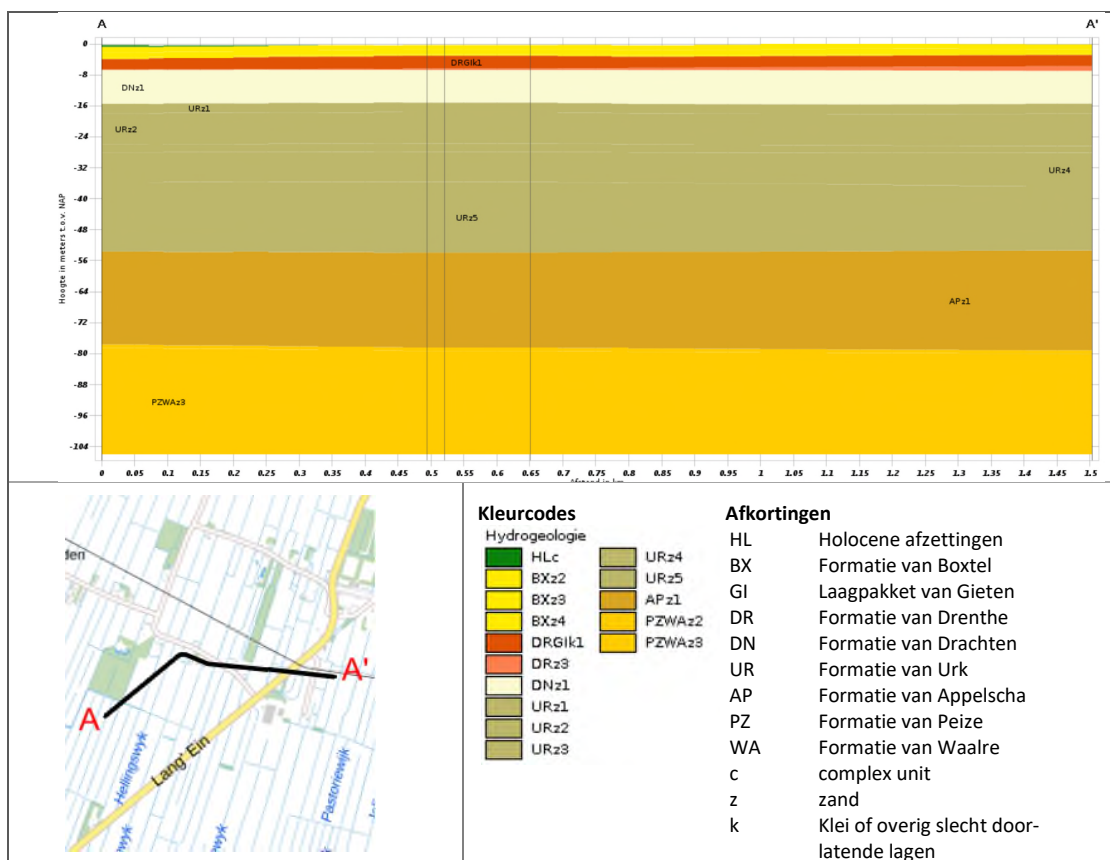 A A'
0
-8
-16
-24
-32
-40
-48
-56
-64
-72
-80
-88
-96
-104
Hoogte in meters t.o.v. NAP
DRGIk1
DNz1
URz1
URz2
URz4
URz5
APz1
PZWAz3
0 0.05 0.1 0.15 0.2 0.25 0.3 0.35 0.4 0.45 0.5 0.55 0.6 0.65 0.7 0.75 0.8 0.85 0.9 0.95 1 1.05 1.1 1.15 1.2 1.25 1.3 1.35 1.4 1.45 1.5
Afstand in km
den
A
A'
Lang' Ein
Hellingswyk
Pastoriewijk
Kleurcodes
Hydrogeologie
HLc
BXz2
BXz3
BXz4
DRGIk1
DRz3
DNz1
URz1
URz2
URz3
URz4
URz5
APz1
PZWAz2
PZWAz3
Afkortingen
HL Holocene afzettingen
BX Formatie van Boxtel
GI Laagpakket van Gieten
DR Formatie van Drenthe
DN Formatie van Drachten
UR Formatie van Urk
AP Formatie van Appelscha
PZ Formatie van Peize
WA Formatie van Waalre
c complex unit
z zand
k Klei of overig slecht door-
latende lagen